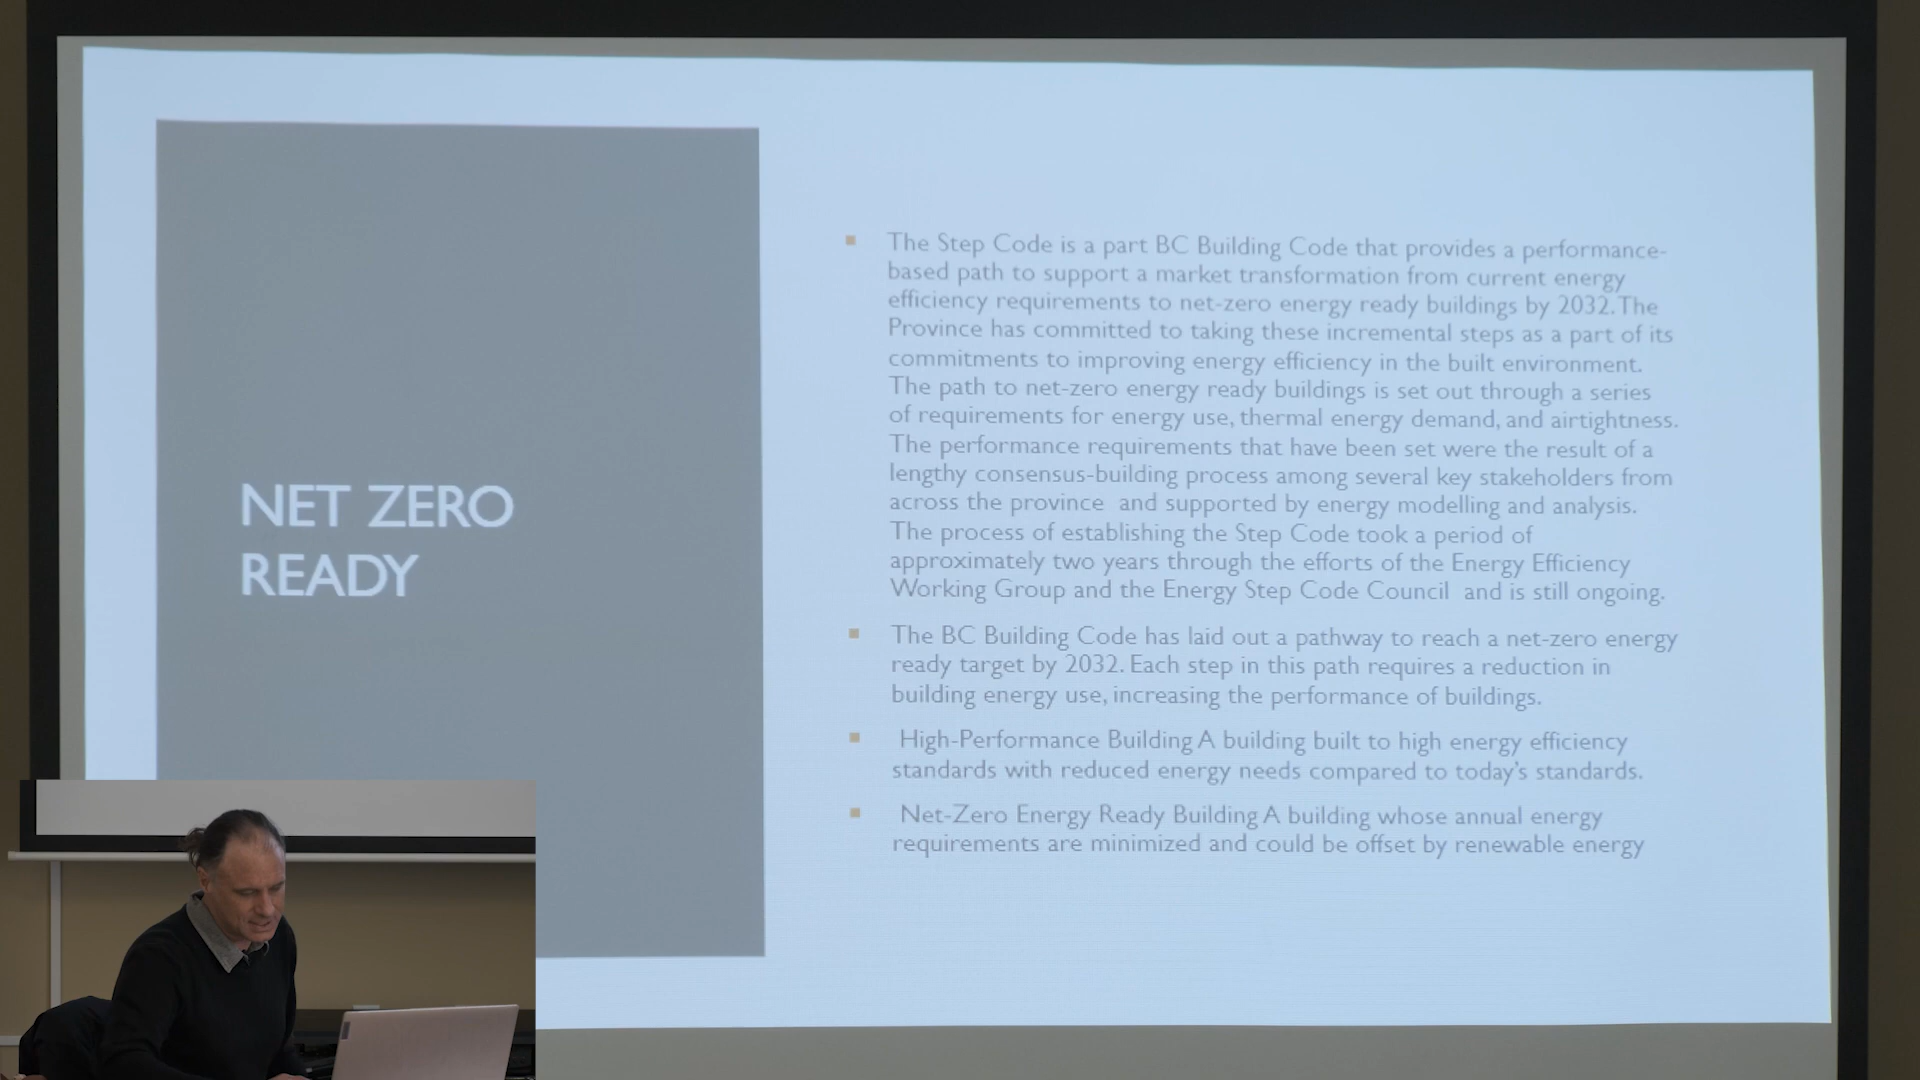 NET ZERO
READY
The Step Code is a part BC Building Code that provides a performance-
based path to support a market transformation from current energy
efficiency requirements to net-zero energy ready buildings by 2032. The
Province has committed to taking these incremental steps as a part of its
commitments to improving energy efficiency in the built environment.
The path to net-zero energy ready buildings is set out through a series
of requirements for energy use, thermal energy demand, and airtightness.
The performance requirements that have been set were the result of a
lengthy consensus-building process among several key stakeholders from
across the province and supported by energy modelling and analysis.
The process of establishing the Step Code took a period of
approximately two years through the efforts of the Energy Efficiency
Working Group and the Energy Step Code Council and is still ongoing.
The BC Building Code has laid out a pathway to reach a net-zero energy
ready target by 2032. Each step in this path requires a reduction in
building energy use, increasing the performance of buildings.
High-Performance Building A building built to high energy efficiency
standards with reduced energy needs compared to today's standards.
Net-Zero Energy Ready Building A building whose annual energy
requirements are minimized and could be offset by renewable energy